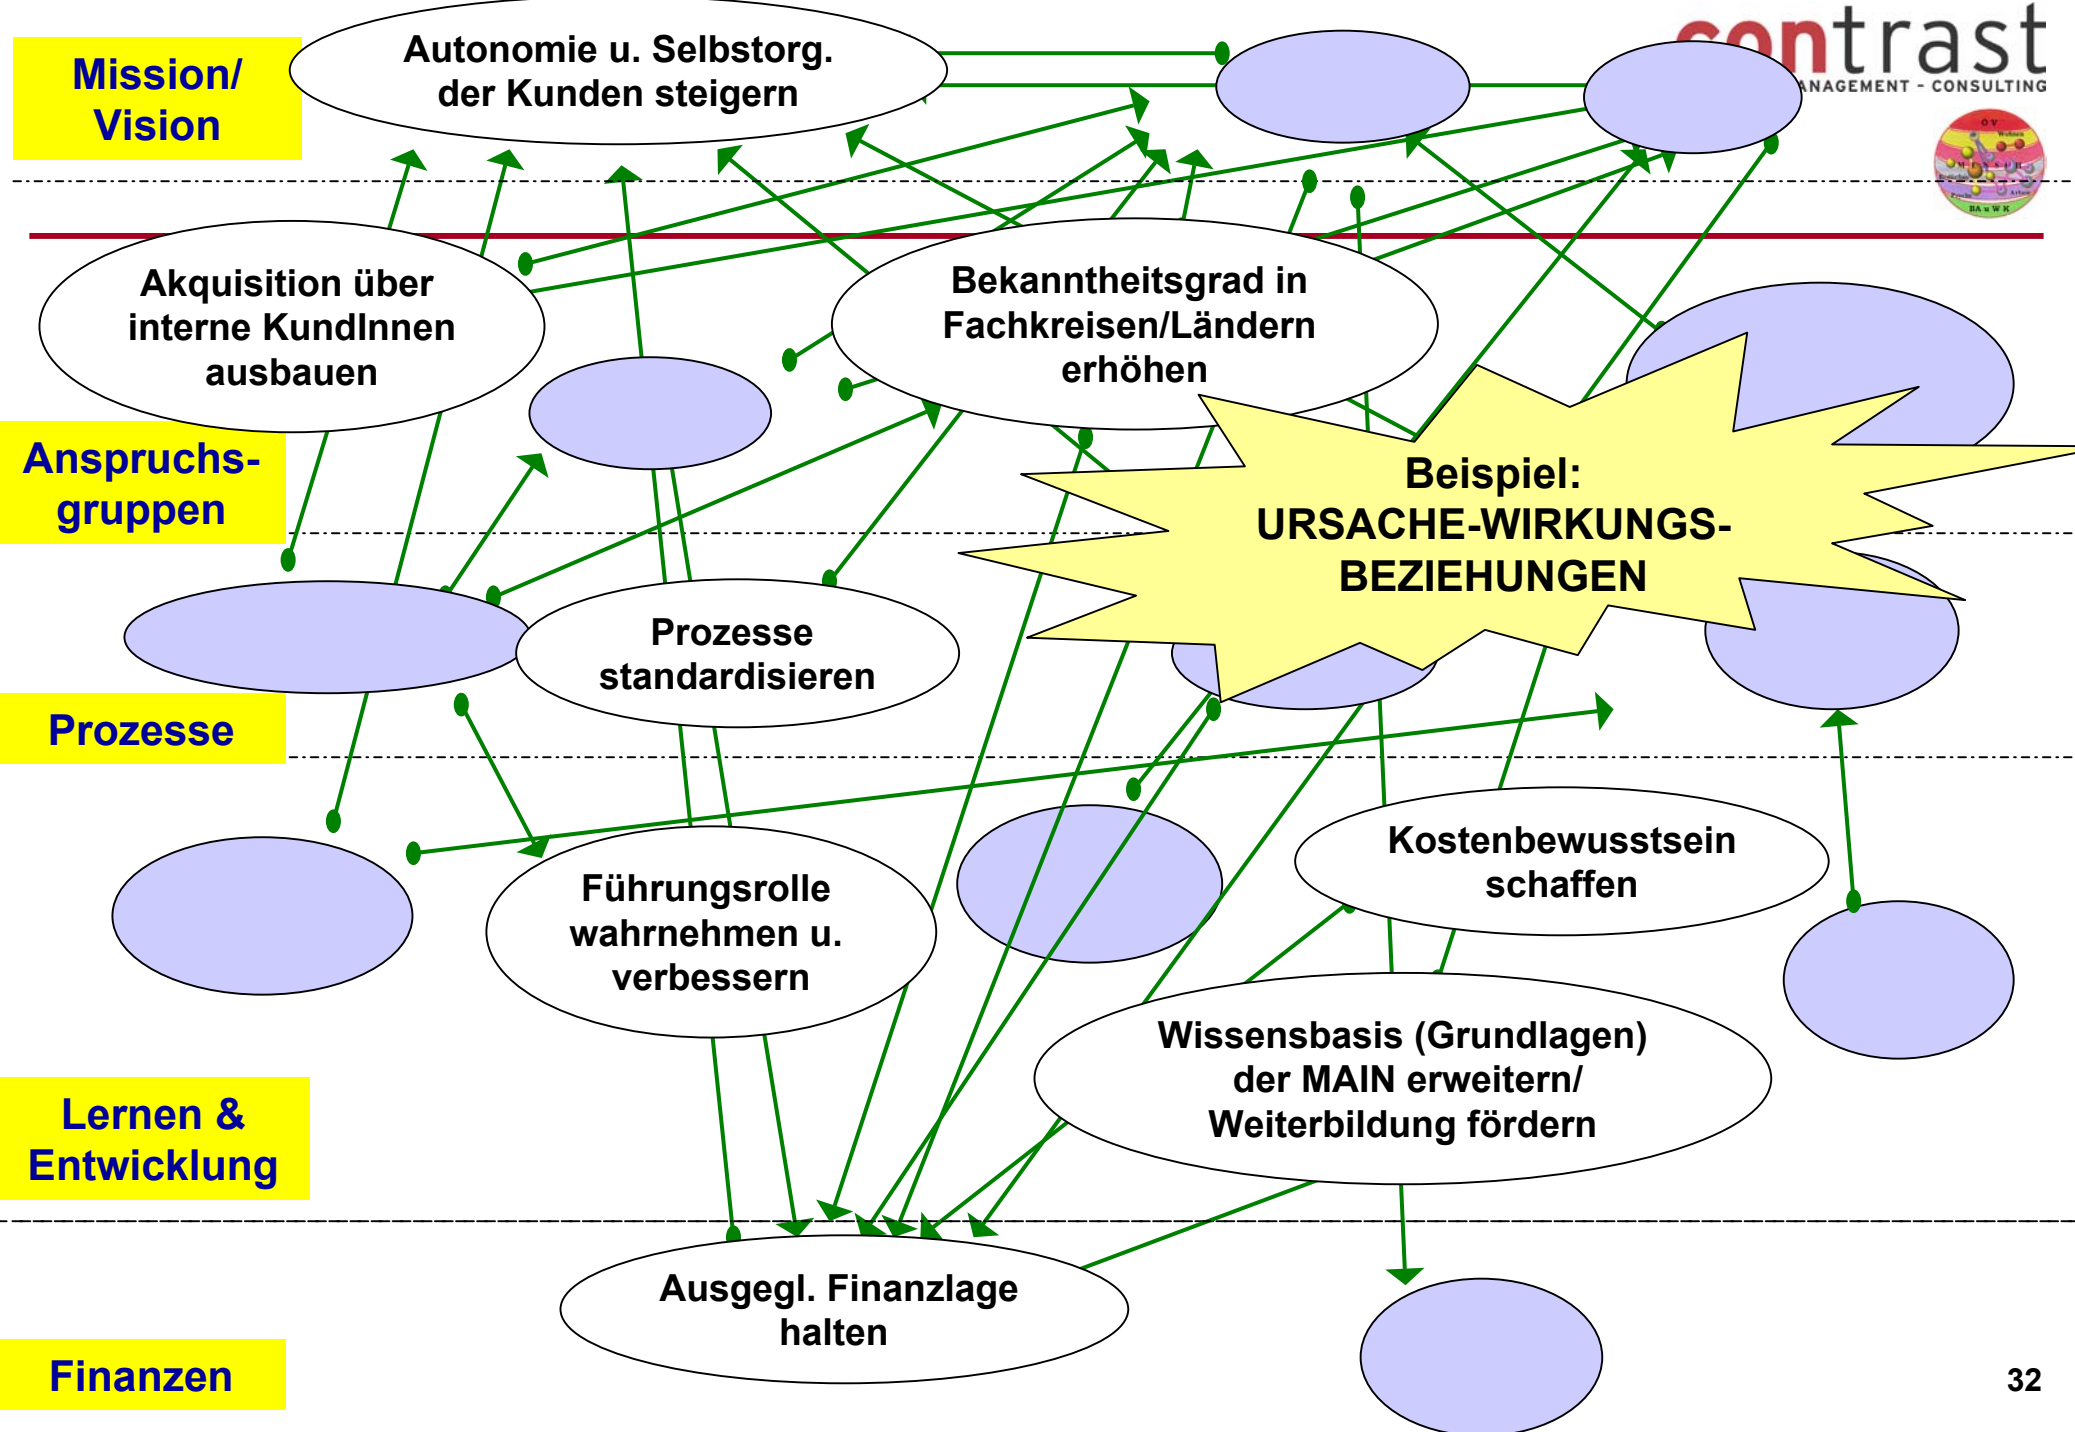 contrast
ANAGEMENT - CONSULTING
Mission/
Vision
Autonomie u. Selbstorg.
der Kunden steigern
Akquisition über
interne KundInnen
ausbauen
Bekanntheitsgrad in
Fachkreisen/Ländern
erhöhen
Anspruchs-
gruppen
Beispiel:
URSACHE-WIRKUNGS-
BEZIEHUNGEN
Prozesse
standardisieren
Prozesse
Führungsrolle
wahrnehmen u.
verbessern
Kostenbewusstsein
schaffen
Wissensbasis (Grundlagen)
der MAIN erweitern/
Weiterbildung fördern
Lernen &
Entwicklung
Ausgegl. Finanzlage
halten
Finanzen
32